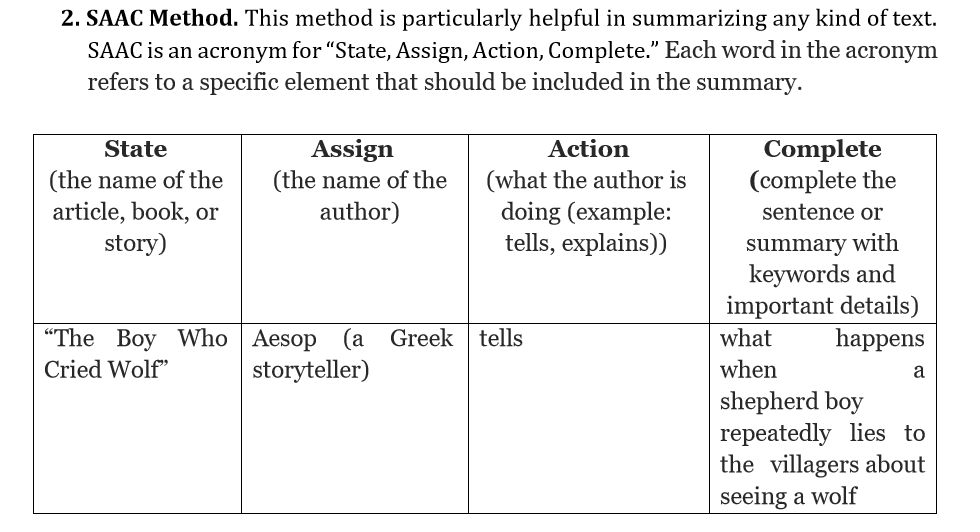 2. SAAC Method. This method is particularly helpful in summarizing any kind of text.
SAAC is an acronym for “State, Assign, Action, Complete.” Each word in the acronym
refers to a specific element that should be included in the summary.
State
(the name of the
article, book, or
story)
Assign
(the name of the
author)
Action
(what the author is
doing (example:
tells, explains))
Complete
(complete the
sentence or
summary with
keywords and
important details)
“The Boy Who
Cried Wolf”
Aesop (a Greek
storyteller)
tells
what happens
when a
shepherd boy
repeatedly lies to
the villagers about
seeing a wolf